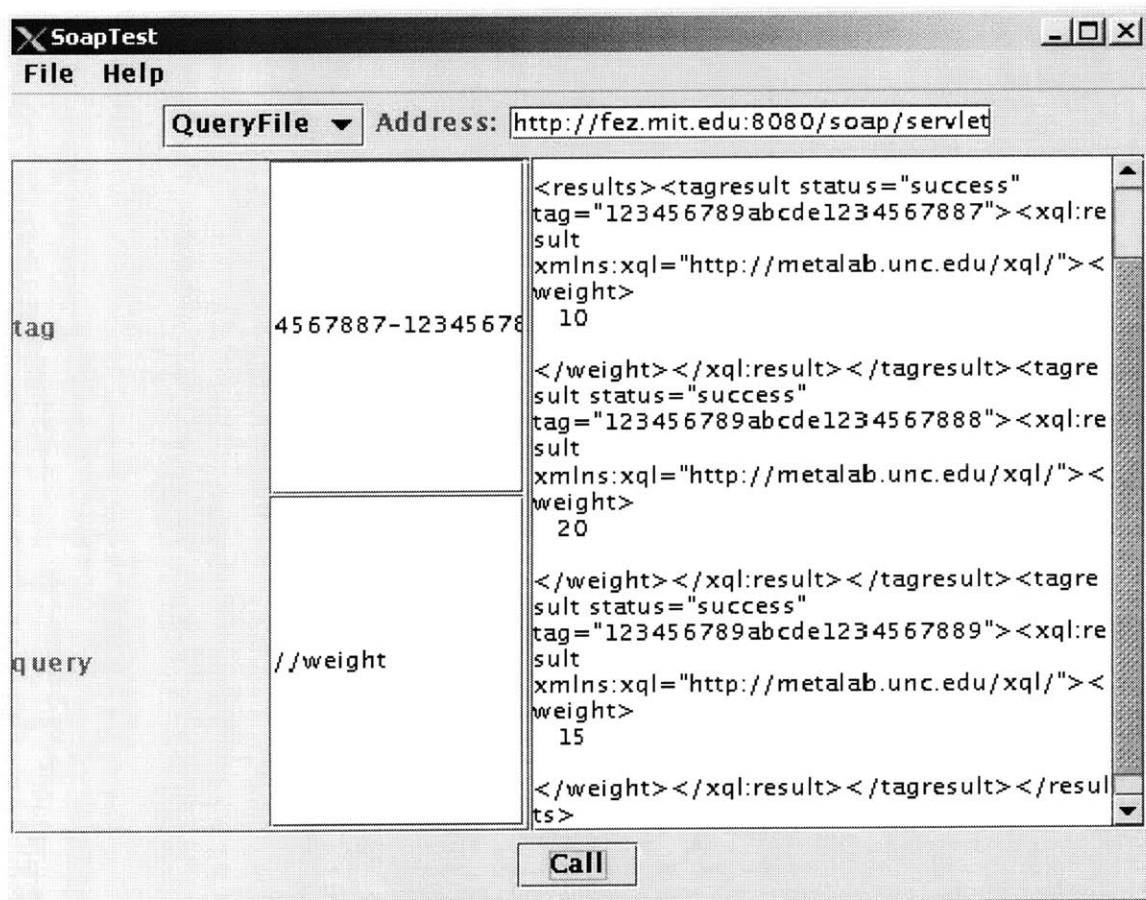 SoapTest
File Help
QueryFile Address: http://fez.mit.edu:8080/soap/servlet
tag
4567887-12345678
query
//weight
<results><tagresult status="success"
tag="123456789abcde1234567887"><xql:re
sult
xmlns:xql="http://metalab.unc.edu/xql/"><
weight>
10
</weight></xql:result></tagresult><tagre
sult status="success"
tag="123456789abcde1234567888"><xql:re
sult
xmlns:xql="http://metalab.unc.edu/xql/"><
weight>
20
</weight></xql:result></tagresult><tagre
sult status="success"
tag="123456789abcde1234567889"><xql:re
sult
xmlns:xql="http://metalab.unc.edu/xql/"><
weight>
15
</weight></xql:result></tagresult></resul
ts>
Call